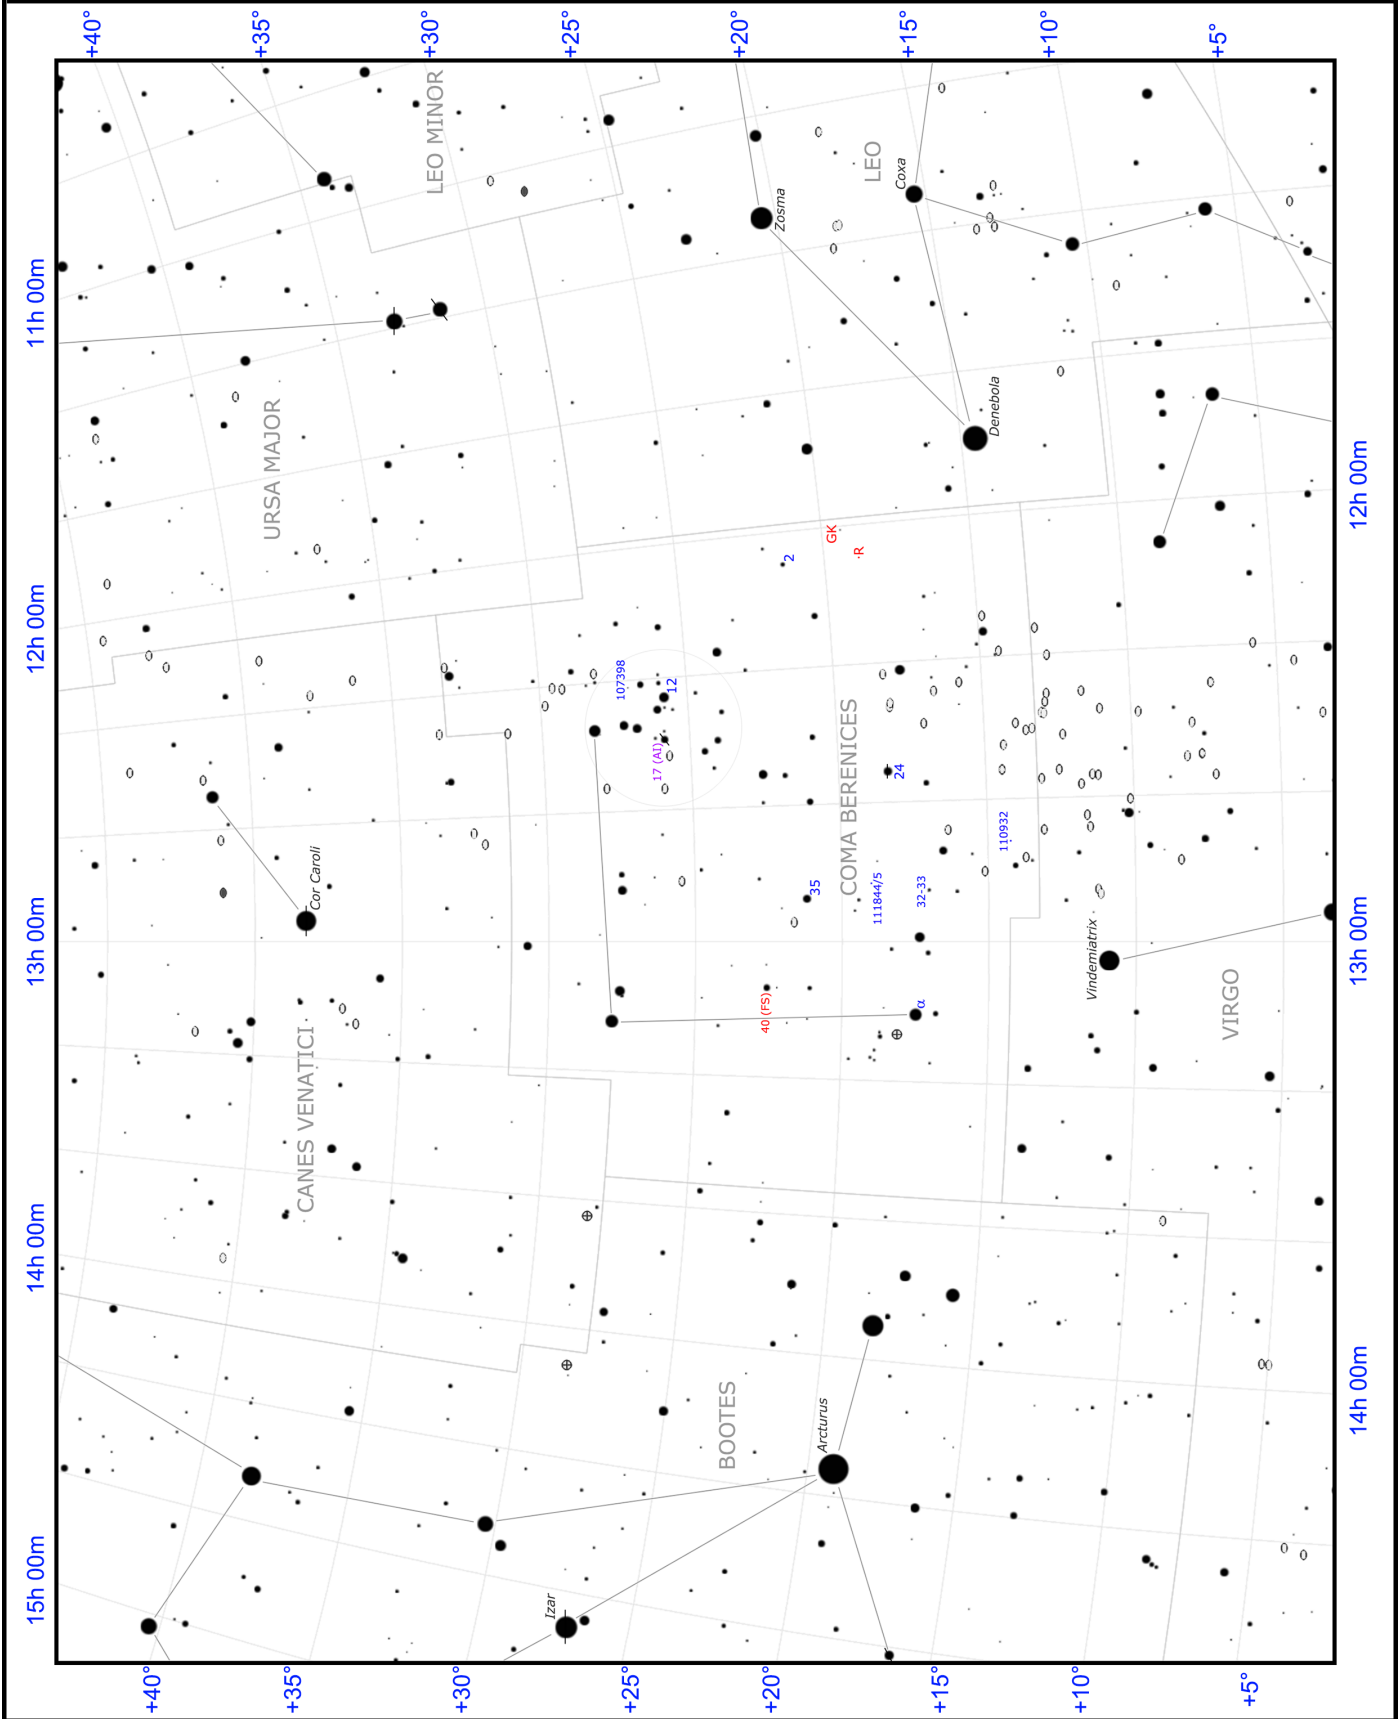 +40°
+35°
+30°
+25°
+20°
+15°
+10°
+5°
11h 00m
12h 00m
13h 00m
14h 00m
15h 00m
LEO MINOR
LEO
Coxa
Zosma
URSA MAJOR
Denebola
GK
R
2
107398
12
17 (AI)
COMA BERENICES
24
110932
Cor Caroli
35
111844/5
32-33
Vindemiatrix
40 (FS)
α
VIRGO
CANES VENATICI
BOOTES
Arcturus
Izar
12h 00m
13h 00m
14h 00m
+40°
+35°
+30°
+25°
+20°
+15°
+10°
+5°